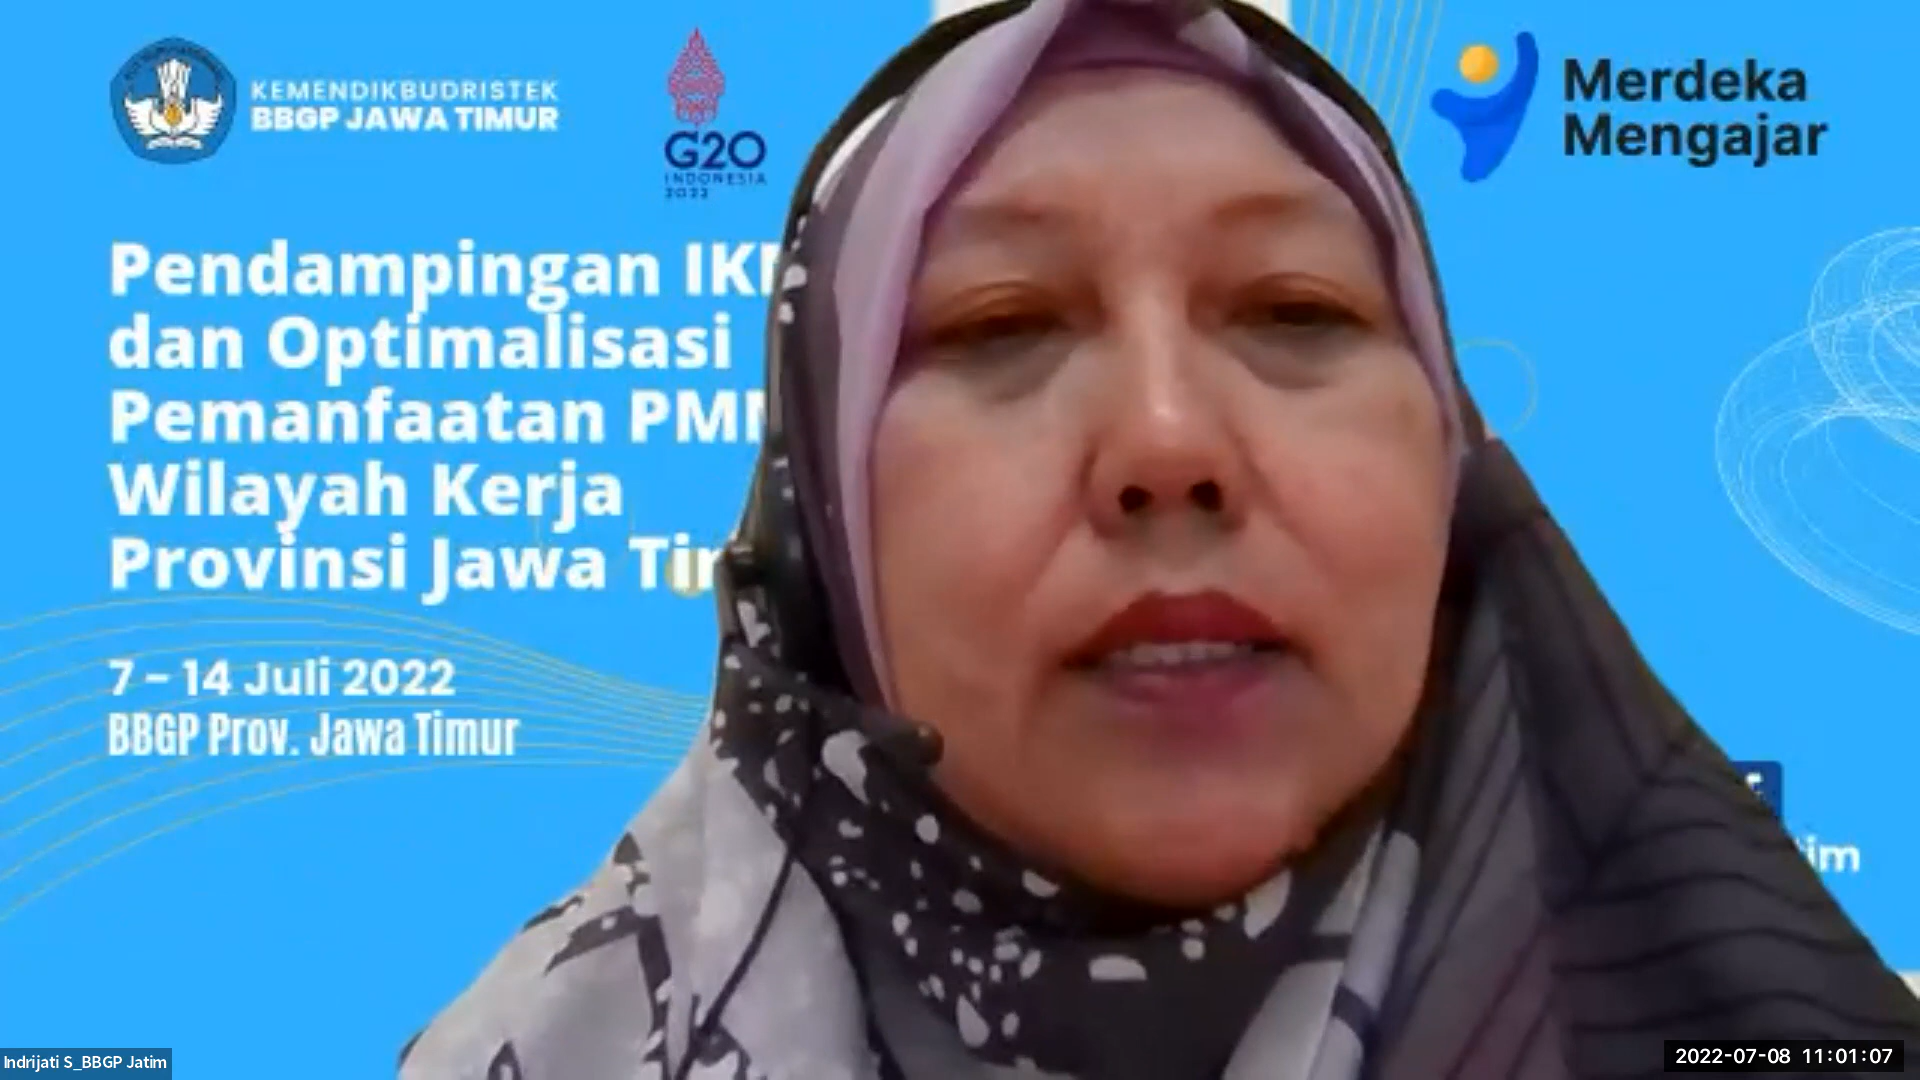 KEMENDIKBUDRISTEK
BBGP JAWA TIMUR
G20
INDONESIA
2022
Merdeka
Mengajar
Pendampingan
dan Optimalisasi
Pemanfaatan
Wilayah Kerja
Provinsi Jawa
7 – 14 Juli 2022
BBGP Prov. Jawa Timur
Indrijati S_BBGP Jatim
2022-07-08 11:01:07